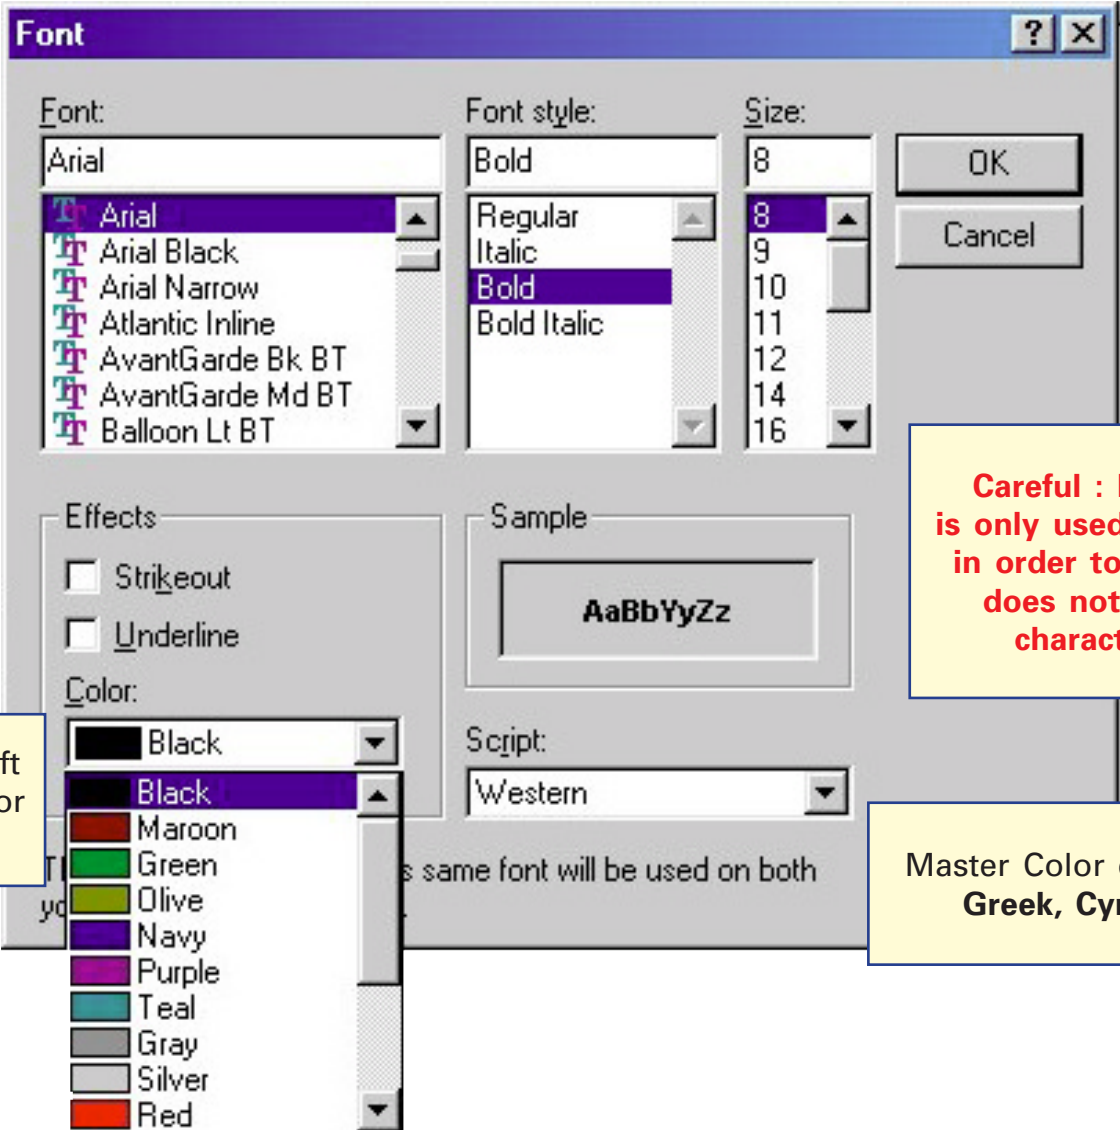 Font
Font:
Font style:
Size:
Arial
Bold
8
OK
Cancel
Arial
Arial Black
Arial Narrow
Atlantic Inline
AvantGarde Bk BT
AvantGarde Md BT
Balloon Lt BT
Regular
Italic
Bold
Bold Italic
8
9
10
11
12
14
16
Effects
Strikeout
Underline
Color:
Black
Black
Maroon
Green
Olive
Navy
Purple
Teal
Gray
Silver
Red
Sample
AaBbYyZz
Script:
Western
same font will be used on both
Careful :
is only used
in order to
does not
Master Color
Greek,